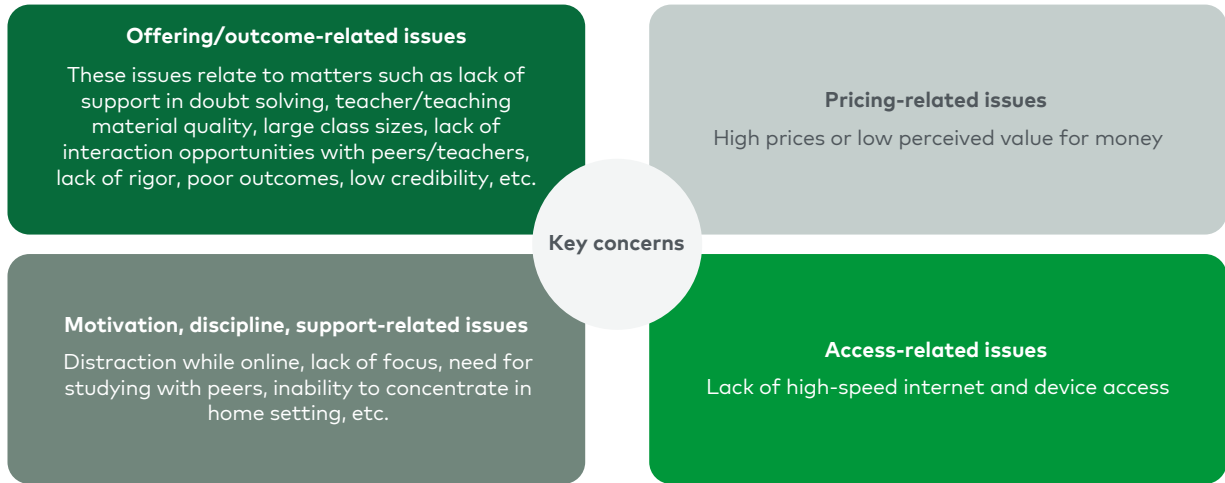 Offering/outcome-related issues
These issues relate to matters such as lack of
support in doubt solving, teacher/teaching
material quality, large class sizes, lack of
interaction opportunities with peers/teachers,
lack of rigor, poor outcomes, low credibility, etc.
Pricing-related issues
High prices or low perceived value for money
Key concerns
Motivation, discipline, support-related issues
Distraction while online, lack of focus, need for
studying with peers, inability to concentrate in
home setting, etc.
Access-related issues
Lack of high-speed internet and device access